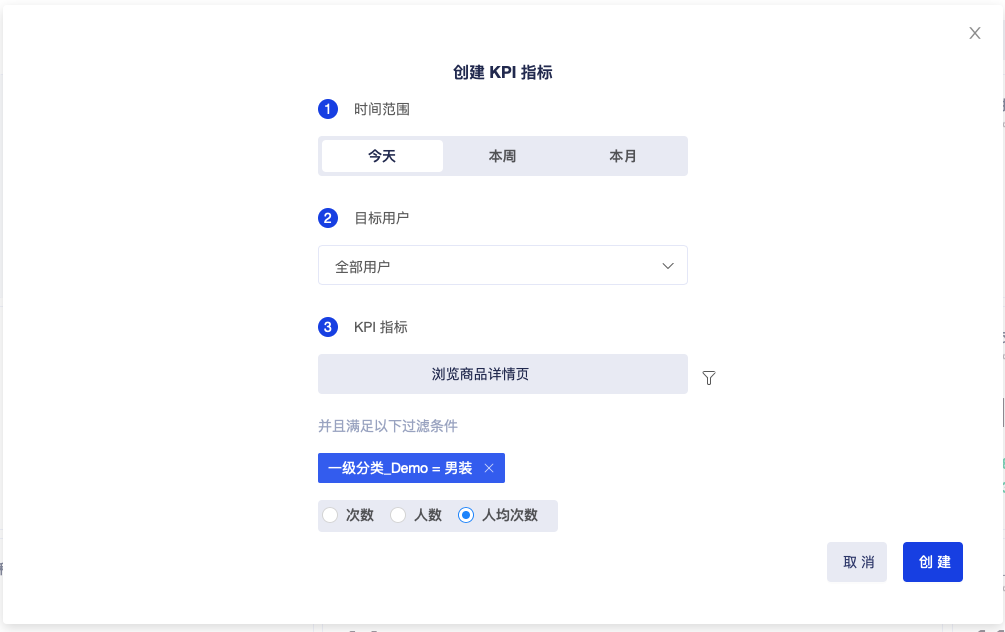 创建 KPI 指标
1 时间范围
今天 本周 本月
2 目标用户
全部用户
3 KPI 指标
浏览商品详情页
并且满足以下过滤条件
一级分类_Demo = 男装
次数 人数 人均次数
取 消 创 建